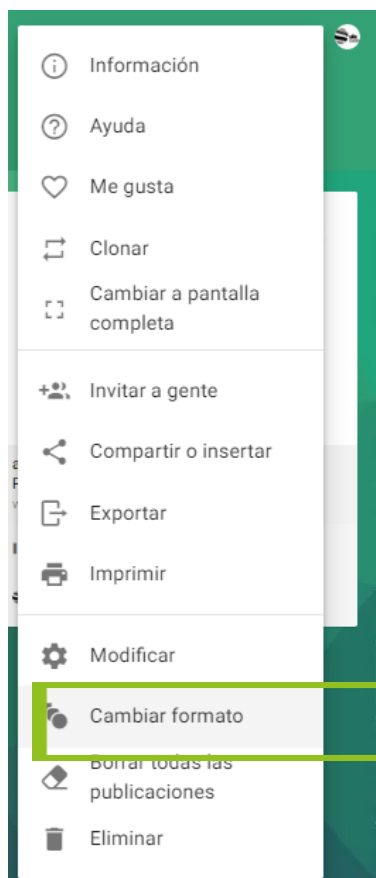 Información
Ayuda
Me gusta
Clonar
Cambiar a pantalla
completa
Invitar a gente
Compartir o insertar
Exportar
Imprimir
Modificar
Cambiar formato
Borrar todas las
publicaciones
Eliminar